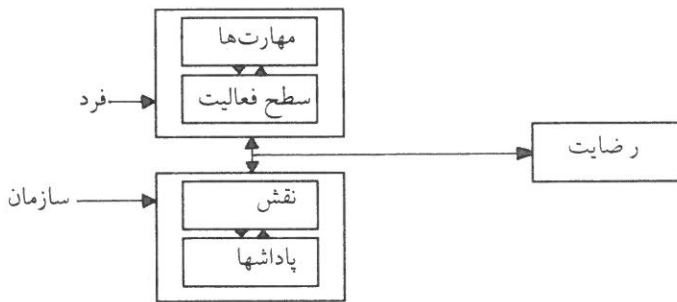 مهارت‌ها
سطح فعالیت
فرد
رضایت
نقش
سازمان
پاداشها